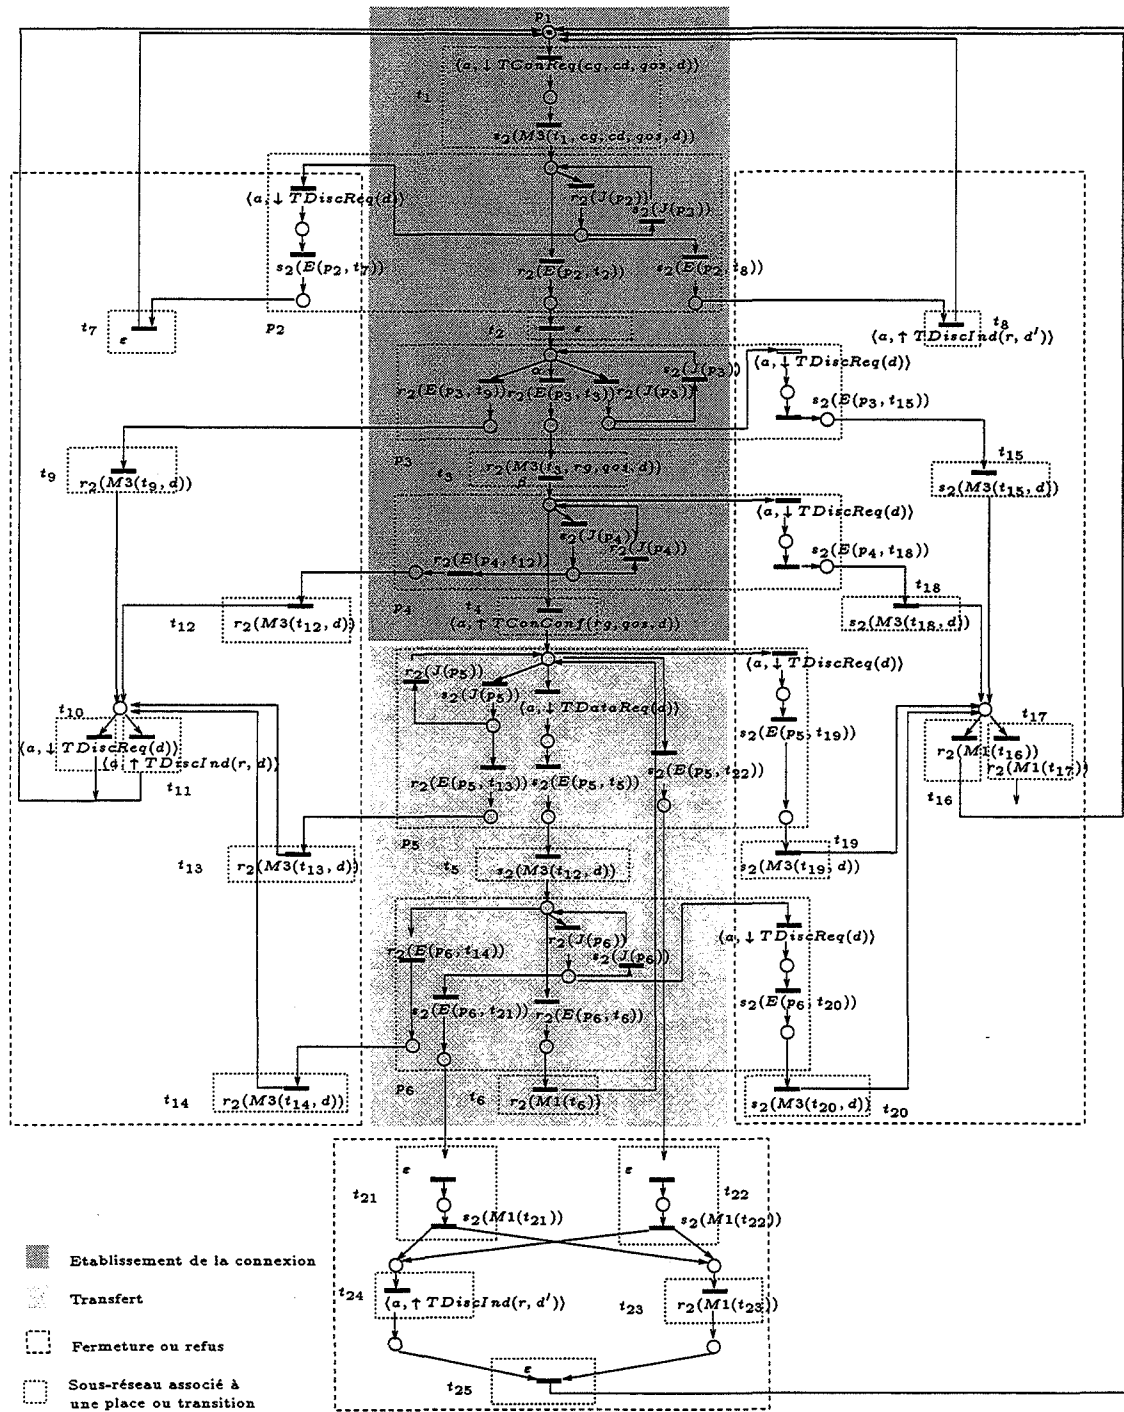 p1
⟨a, ↓ TConReq(cg, cd, qos, d)⟩
t1
s2(M3(t1, cg, cd, qos, d))
⟨a, ↓ TDiscReq(d)⟩
r2(J(p2))
s2(J(p2))
s2(E(p2, t7))
r2(E(p2, t2))
s2(E(p2, t8))
t7
ε
p2
t2
ε
t8
⟨a, ↑ TDiscInd(r, d')⟩
α
s2(J(p3))
⟨a, ↓ TDiscReq(d)⟩
r2(E(p3, t9))
r2(E(p3, t3))
r2(J(p3))
s2(E(p3, t15))
p3
t9
r2(M3(t9, d))
t3
r2(M3(t3, rg, qos, d))
β
t15
s2(M3(t15, d))
⟨a, ↓ TDiscReq(d)⟩
s2(J(p4))
r2(J(p4))
s2(E(p4, t18))
r2(E(p4, t12))
t18
p4
t4
t12
r2(M3(t12, d))
⟨a, ↑ TConConf(rg, qos, d)⟩
s2(M3(t18, d))
r2(J(p5))
s2(J(p5))
⟨a, ↓ TDiscReq(d)⟩
⟨a, ↓ TDataReq(d)⟩
t10
⟨a, ↓ TDiscReq(d)⟩
⟨a, ↑ TDiscInd(r, d)⟩
t11
s2(E(p5, t19))
t17
r2(M1(t16))
r2(M1(t17))
t16
r2(E(p5, t13))
s2(E(p5, t5))
s2(E(p5, t22))
p5
t13
r2(M3(t13, d))
t5
s2(M3(t12, d))
t19
s2(M3(t19, d))
r2(E(p6, t14))
r2(J(p6))
s2(J(p6))
⟨a, ↓ TDiscReq(d)⟩
s2(E(p6, t21))
r2(E(p6, t6))
s2(E(p6, t20))
t14
r2(M3(t14, d))
p6
t6
r2(M1(t6))
s2(M3(t20, d))
t20
ε
ε
t21
t22
s2(M1(t21))
s2(M1(t22))
Etablissement de la connexion
t24
⟨a, ↑ TDiscInd(r, d')⟩
t23
r2(M1(t23))
Transfert
Fermeture ou refus
ε
t25
Sous-réseau associé à
une place ou transition